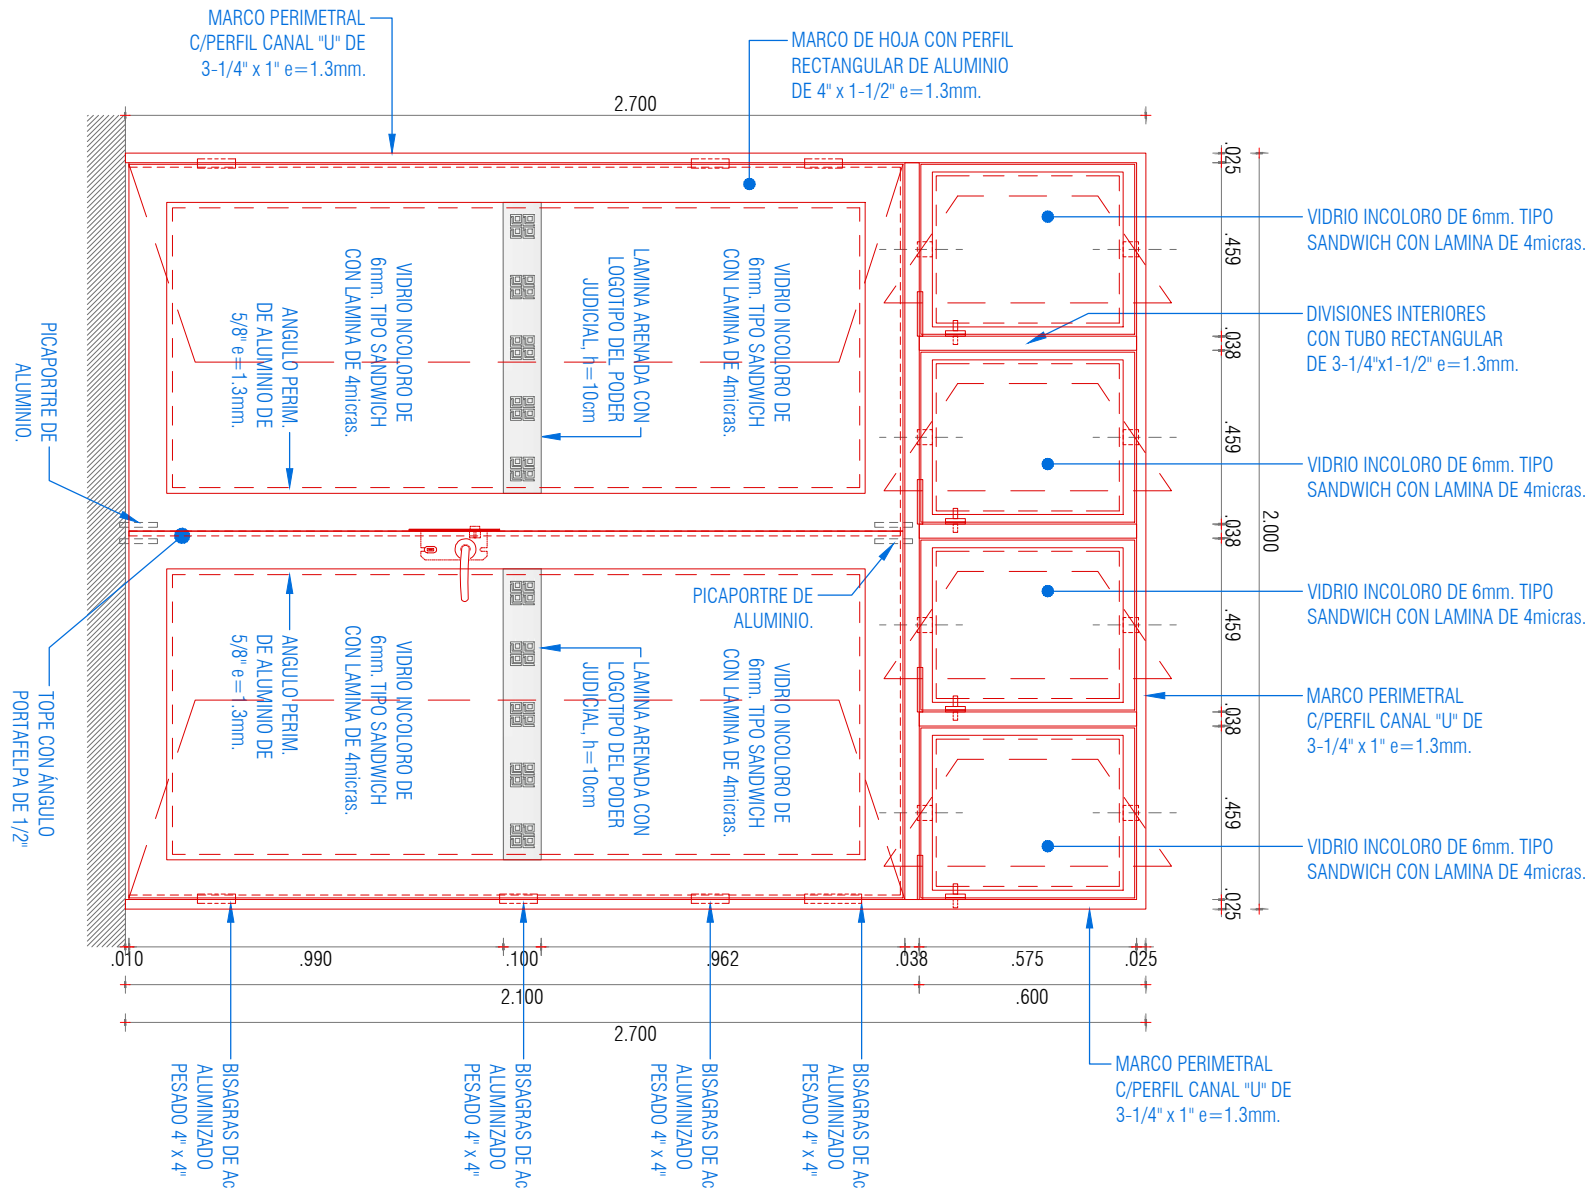 MARCO PERIMETRAL
C/PERFIL CANAL "U" DE
3-1/4" x 1" e=1.3mm.
MARCO DE HOJA CON PERFIL
RECTANGULAR DE ALUMINIO
DE 4" x 1-1/2" e=1.3mm.
2.700
VIDRIO INCOLORO DE 6mm. TIPO
SANDWICH CON LAMINA DE 4micras.
DIVISIONES INTERIORES
CON TUBO RECTANGULAR
DE 3-1/4"x1-1/2" e=1.3mm.
VIDRIO INCOLORO DE 6mm. TIPO
SANDWICH CON LAMINA DE 4micras.
VIDRIO INCOLORO DE 6mm. TIPO
SANDWICH CON LAMINA DE 4micras.
MARCO PERIMETRAL
C/PERFIL CANAL "U" DE
3-1/4" x 1" e=1.3mm.
VIDRIO INCOLORO DE 6mm. TIPO
SANDWICH CON LAMINA DE 4micras.
.025
.459
.038
.459
.038
.459
.038
.459
.025
2.000
VIDRIO INCOLORO DE
6mm. TIPO SANDWICH
CON LAMINA DE 4micras.
LAMINA ARENADA CON
LOGOTIPO DEL PODER
JUDICIAL, h=10cm
VIDRIO INCOLORO DE
6mm. TIPO SANDWICH
CON LAMINA DE 4micras.
ANGULO PERIM.
DE ALUMINIO DE
5/8" e=1.3mm.
PICAPORTRE DE
ALUMINIO.
PICAPORTRE DE
ALUMINIO.
VIDRIO INCOLORO DE
6mm. TIPO SANDWICH
CON LAMINA DE 4micras.
LAMINA ARENADA CON
LOGOTIPO DEL PODER
JUDICIAL, h=10cm
VIDRIO INCOLORO DE
6mm. TIPO SANDWICH
CON LAMINA DE 4micras.
ANGULO PERIM.
DE ALUMINIO DE
5/8" e=1.3mm.
TOPE CON ÁNGULO
PORTAFELPA DE 1/2"
.010
.990
.100
.962
.038
.575
.025
2.100
.600
2.700
BISAGRAS DE Ac
ALUMINIZADO
PESADO 4" x 4"
BISAGRAS DE Ac
ALUMINIZADO
PESADO 4" x 4"
BISAGRAS DE Ac
ALUMINIZADO
PESADO 4" x 4"
BISAGRAS DE Ac
ALUMINIZADO
PESADO 4" x 4"
MARCO PERIMETRAL
C/PERFIL CANAL "U" DE
3-1/4" x 1" e=1.3mm.